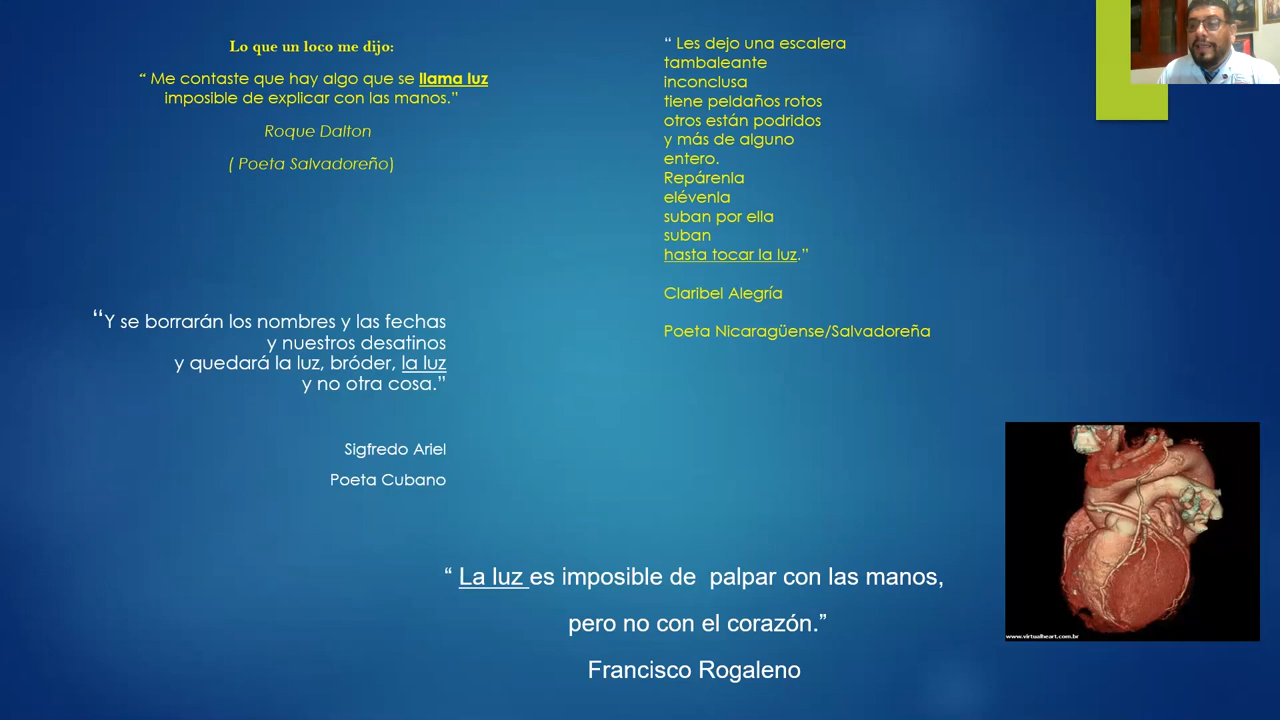 Lo que un loco me dijo:
“ Me contaste que hay algo que se llama luz
imposible de explicar con las manos.”
Roque Dalton
( Poeta Salvadoreño)
“Y se borrarán los nombres y las fechas
y nuestros desatinos
y quedará la luz, bróder, la luz
y no otra cosa.”
Sigfredo Ariel
Poeta Cubano
“ Les dejo una escalera
tambaleante
inconclusa
tiene peldaños rotos
otros están podridos
y más de alguno
entero.
Repárenla
elévenla
suban por ella
suban
hasta tocar la luz.”
Claribel Alegría
Poeta Nicaragüense/Salvadoreña
“ La luz es imposible de palpar con las manos,
pero no con el corazón.”
Francisco Rogaleno
www.virtualheart.com.br